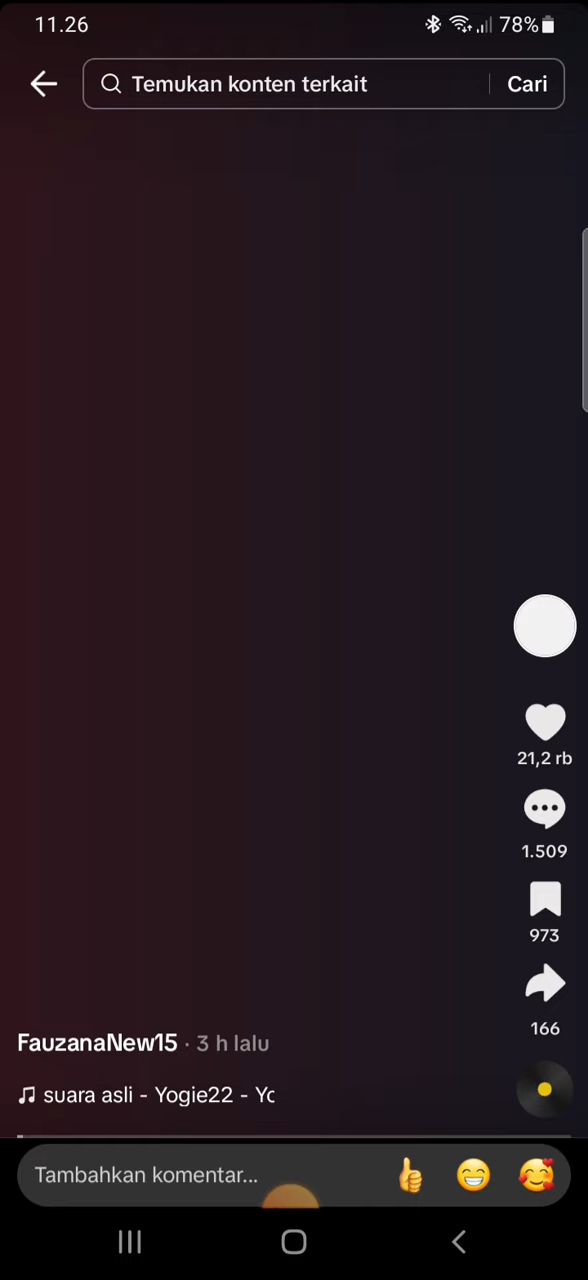 11.26
78%
Temukan konten terkait
Cari
21,2 rb
1.509
973
166
FauzanaNew15 · 3 h lalu
suara asli - Yogie22 - Yo
Tambahkan komentar...